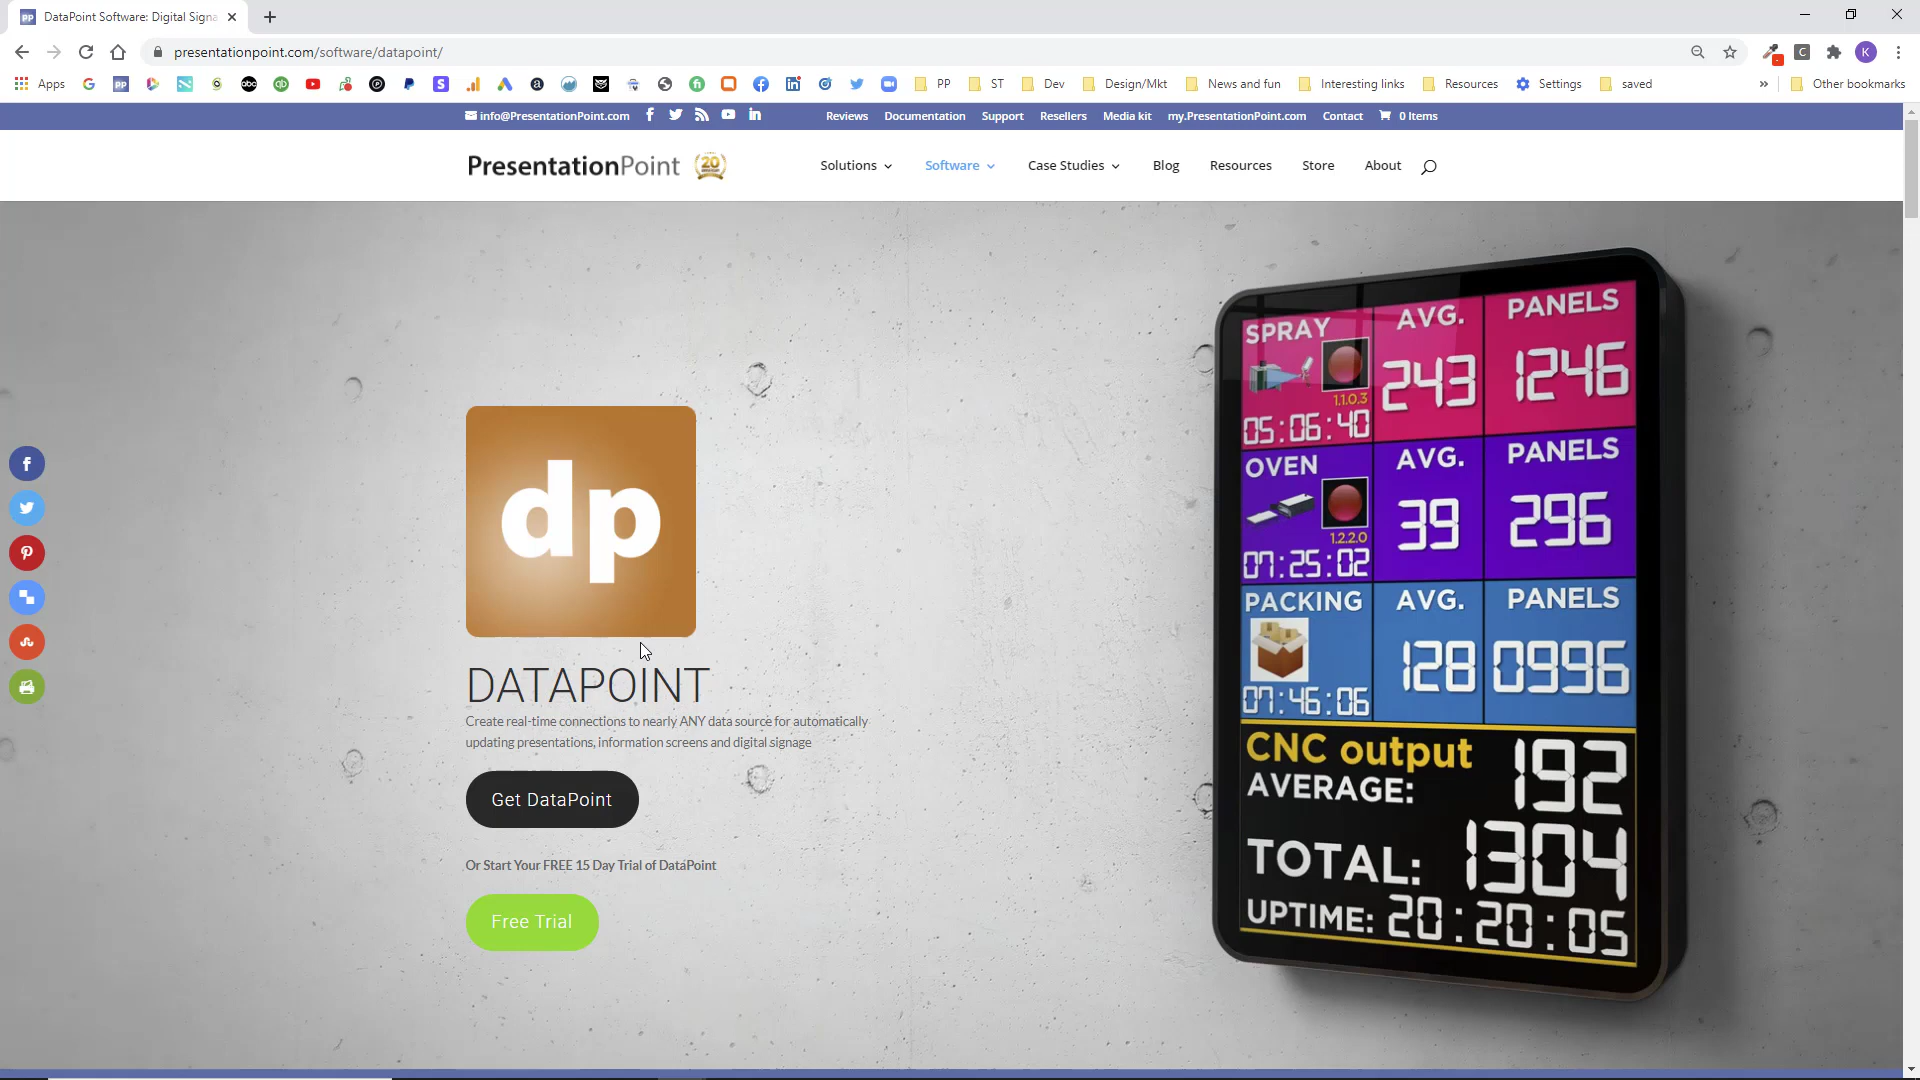 DataPoint Software: Digital Signa
presentationpoint.com/software/datapoint/
K
Apps
PP
ST
Dev
Design/Mkt
News and fun
Interesting links
Resources
Settings
saved
»
Other bookmarks
info@PresentationPoint.com
Reviews
Documentation
Support
Resellers
Media kit
my.PresentationPoint.com
Contact
0 Items
PresentationPoint
20
Solutions
Software
Case Studies
Blog
Resources
Store
About
dp
DATAPOINT
Create real-time connections to nearly ANY data source for automatically
updating presentations, information screens and digital signage
Get DataPoint
Or Start Your FREE 15 Day Trial of DataPoint
Free Trial
SPRAY AVG. PANELS
1.1.0.3
05:06:40 243 1246
OVEN AVG. PANELS
1.2.2.0
07:25:02 39 296
PACKING AVG. PANELS
07:46:06 128 0996
CNC output
AVERAGE: 192
TOTAL: 1304
UPTIME: 20:20:05